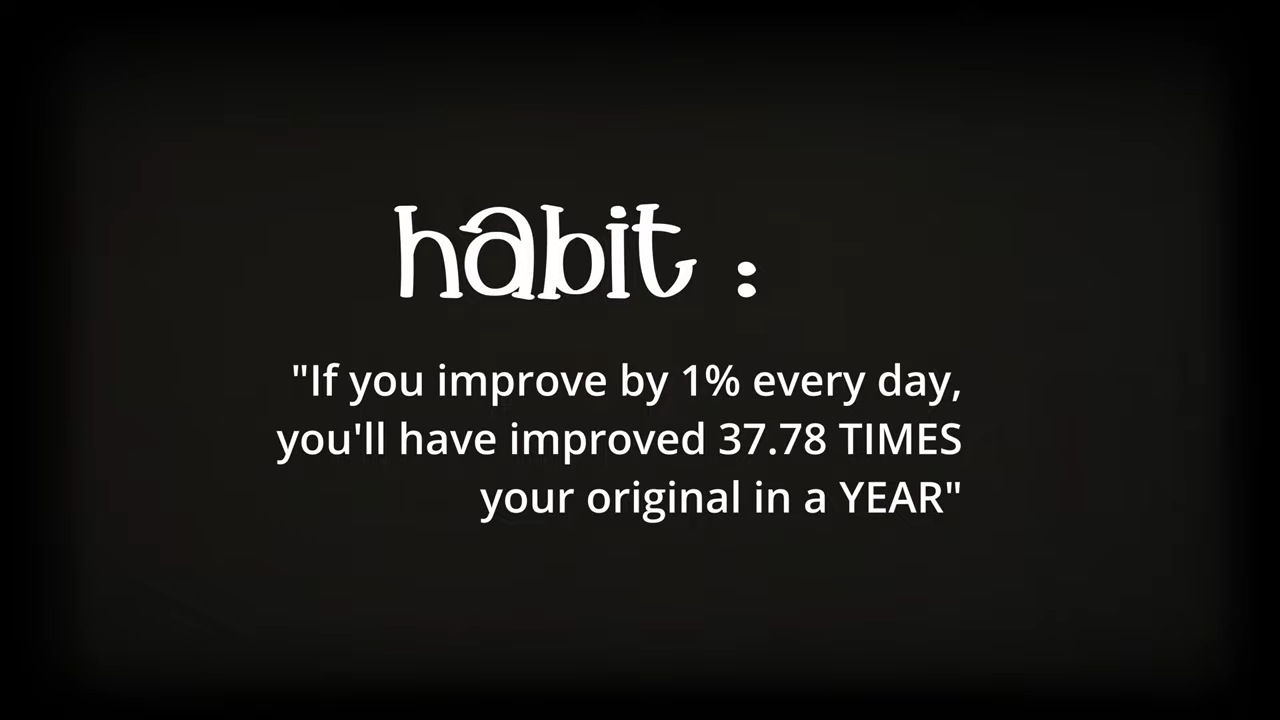 habit :
"If you improve by 1% every day,
you'll have improved 37.78 TIMES
your original in a YEAR"